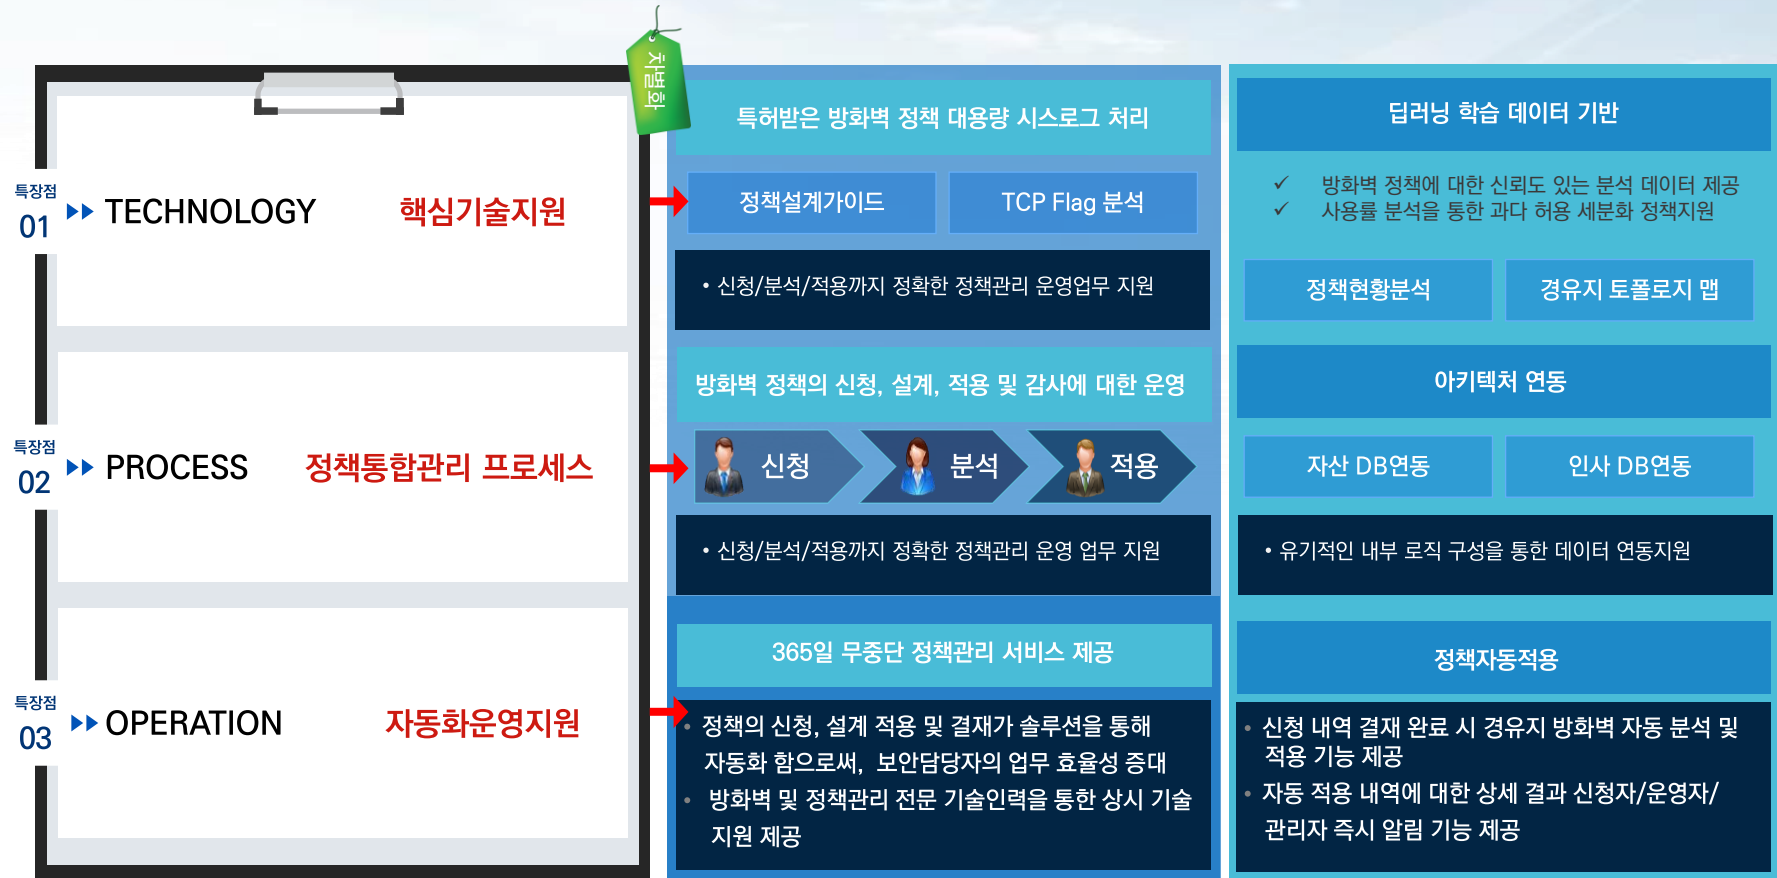 차별화
특장점
01
TECHNOLOGY 핵심기술지원
특허받은 방화벽 정책 대용량 시스로그 처리
정책설계가이드
TCP Flag 분석
• 신청/분석/적용까지 정확한 정책관리 운영업무 지원
딥러닝 학습 데이터 기반
✓ 방화벽 정책에 대한 신뢰도 있는 분석 데이터 제공
✓ 사용률 분석을 통한 과다 허용 세분화 정책지원
정책현황분석
경유지 토폴로지 맵
특장점
02
PROCESS 정책통합관리 프로세스
방화벽 정책의 신청, 설계, 적용 및 감사에 대한 운영
신청
분석
적용
• 신청/분석/적용까지 정확한 정책관리 운영 업무 지원
아키텍처 연동
자산 DB연동
인사 DB연동
• 유기적인 내부 로직 구성을 통한 데이터 연동지원
특장점
03
OPERATION 자동화운영지원
365일 무중단 정책관리 서비스 제공
• 정책의 신청, 설계 적용 및 결재가 솔루션을 통해
자동화 함으로써, 보안담당자의 업무 효율성 증대
• 방화벽 및 정책관리 전문 기술인력을 통한 상시 기술
지원 제공
정책자동적용
• 신청 내역 결재 완료 시 경유지 방화벽 자동 분석 및
적용 기능 제공
• 자동 적용 내역에 대한 상세 결과 신청자/운영자/
관리자 즉시 알림 기능 제공